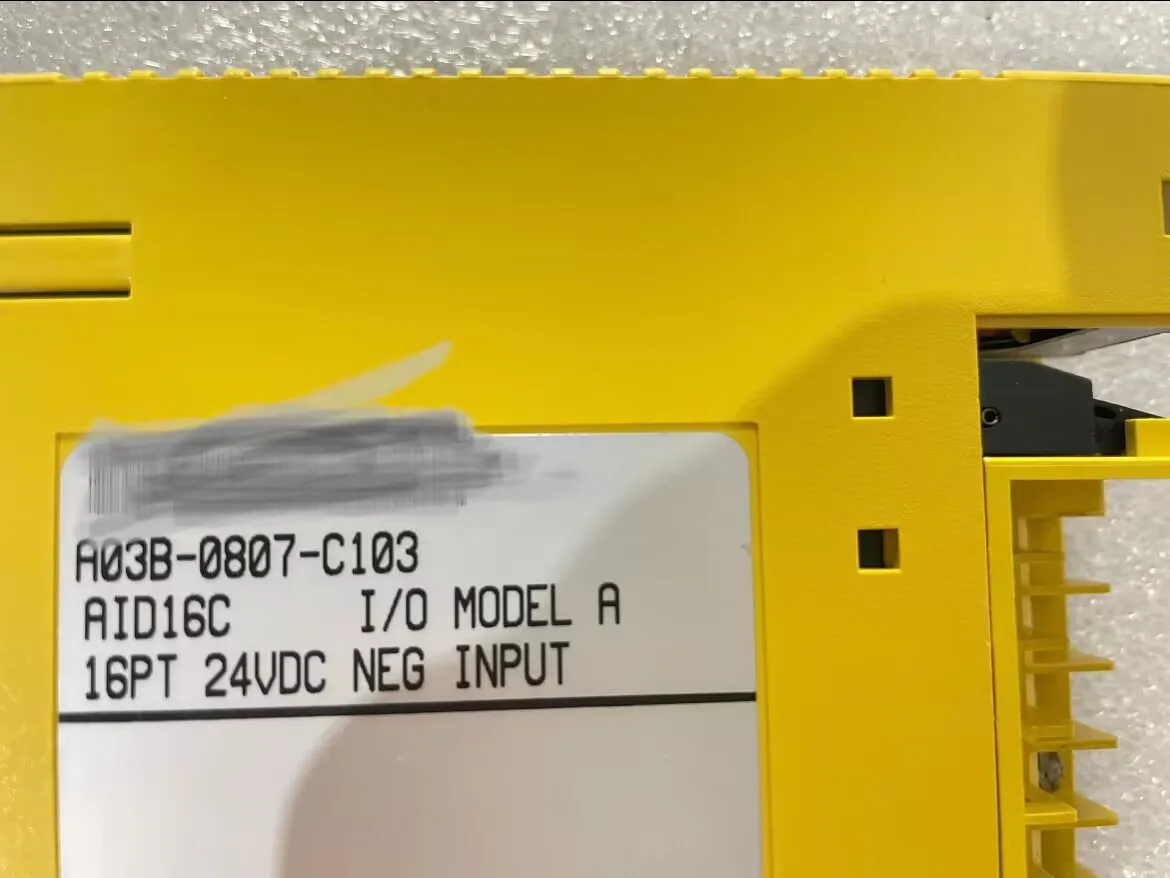 A03B-0807-C103
AID16C I/O MODEL A
16PT 24VDC NEG INPUT